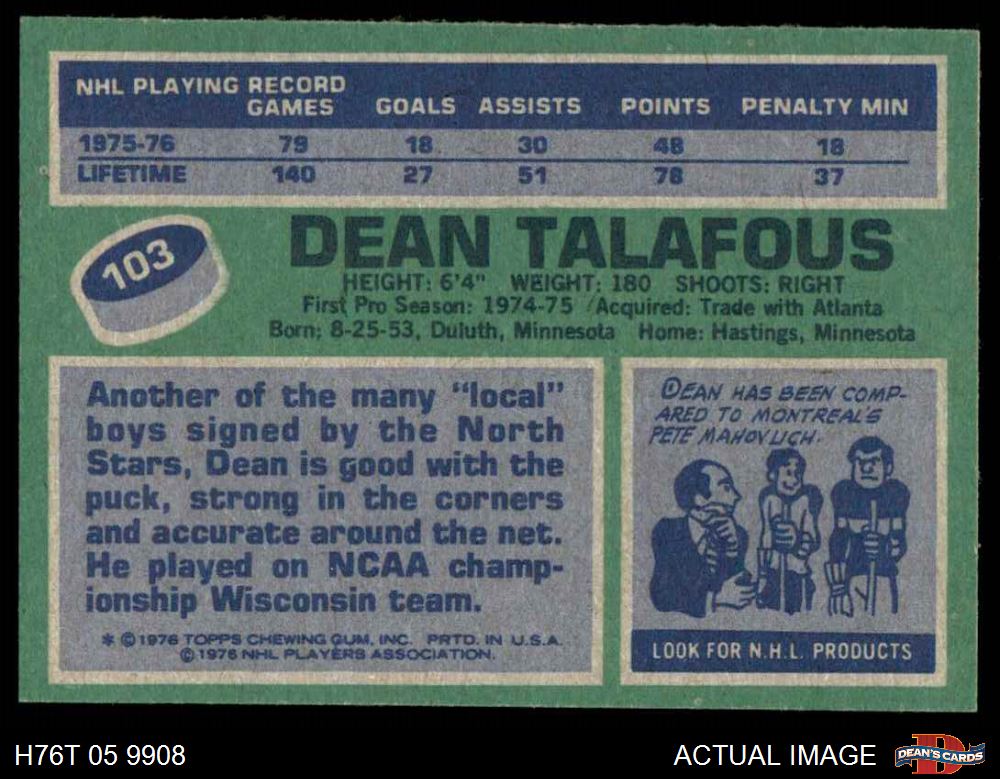 NHL PLAYING RECORD
GAMES GOALS ASSISTS POINTS PENALTY MIN
1975-76 79 18 30 48 18
LIFETIME 140 27 51 78 37
103
DEAN TALAFOUS
HEIGHT: 6'4" WEIGHT: 180 SHOOTS: RIGHT
First Pro Season: 1974-75 Acquired: Trade with Atlanta
Born: 8-25-53, Duluth, Minnesota Home: Hastings, Minnesota
Another of the many “local”
boys signed by the North
Stars, Dean is good with the
puck, strong in the corners
and accurate around the net.
He played on NCAA champ-
ionship Wisconsin team.
* © 1976 TOPPS CHEWING GUM, INC. PRTD. IN U.S.A.
© 1976 NHL PLAYERS ASSOCIATION.
DEAN HAS BEEN COMP-
ARED TO MONTREAL'S
PETE MAHOVLICH.
LOOK FOR N.H.L. PRODUCTS
H76T 05 9908
ACTUAL IMAGE
D
DEAN'S CARDS